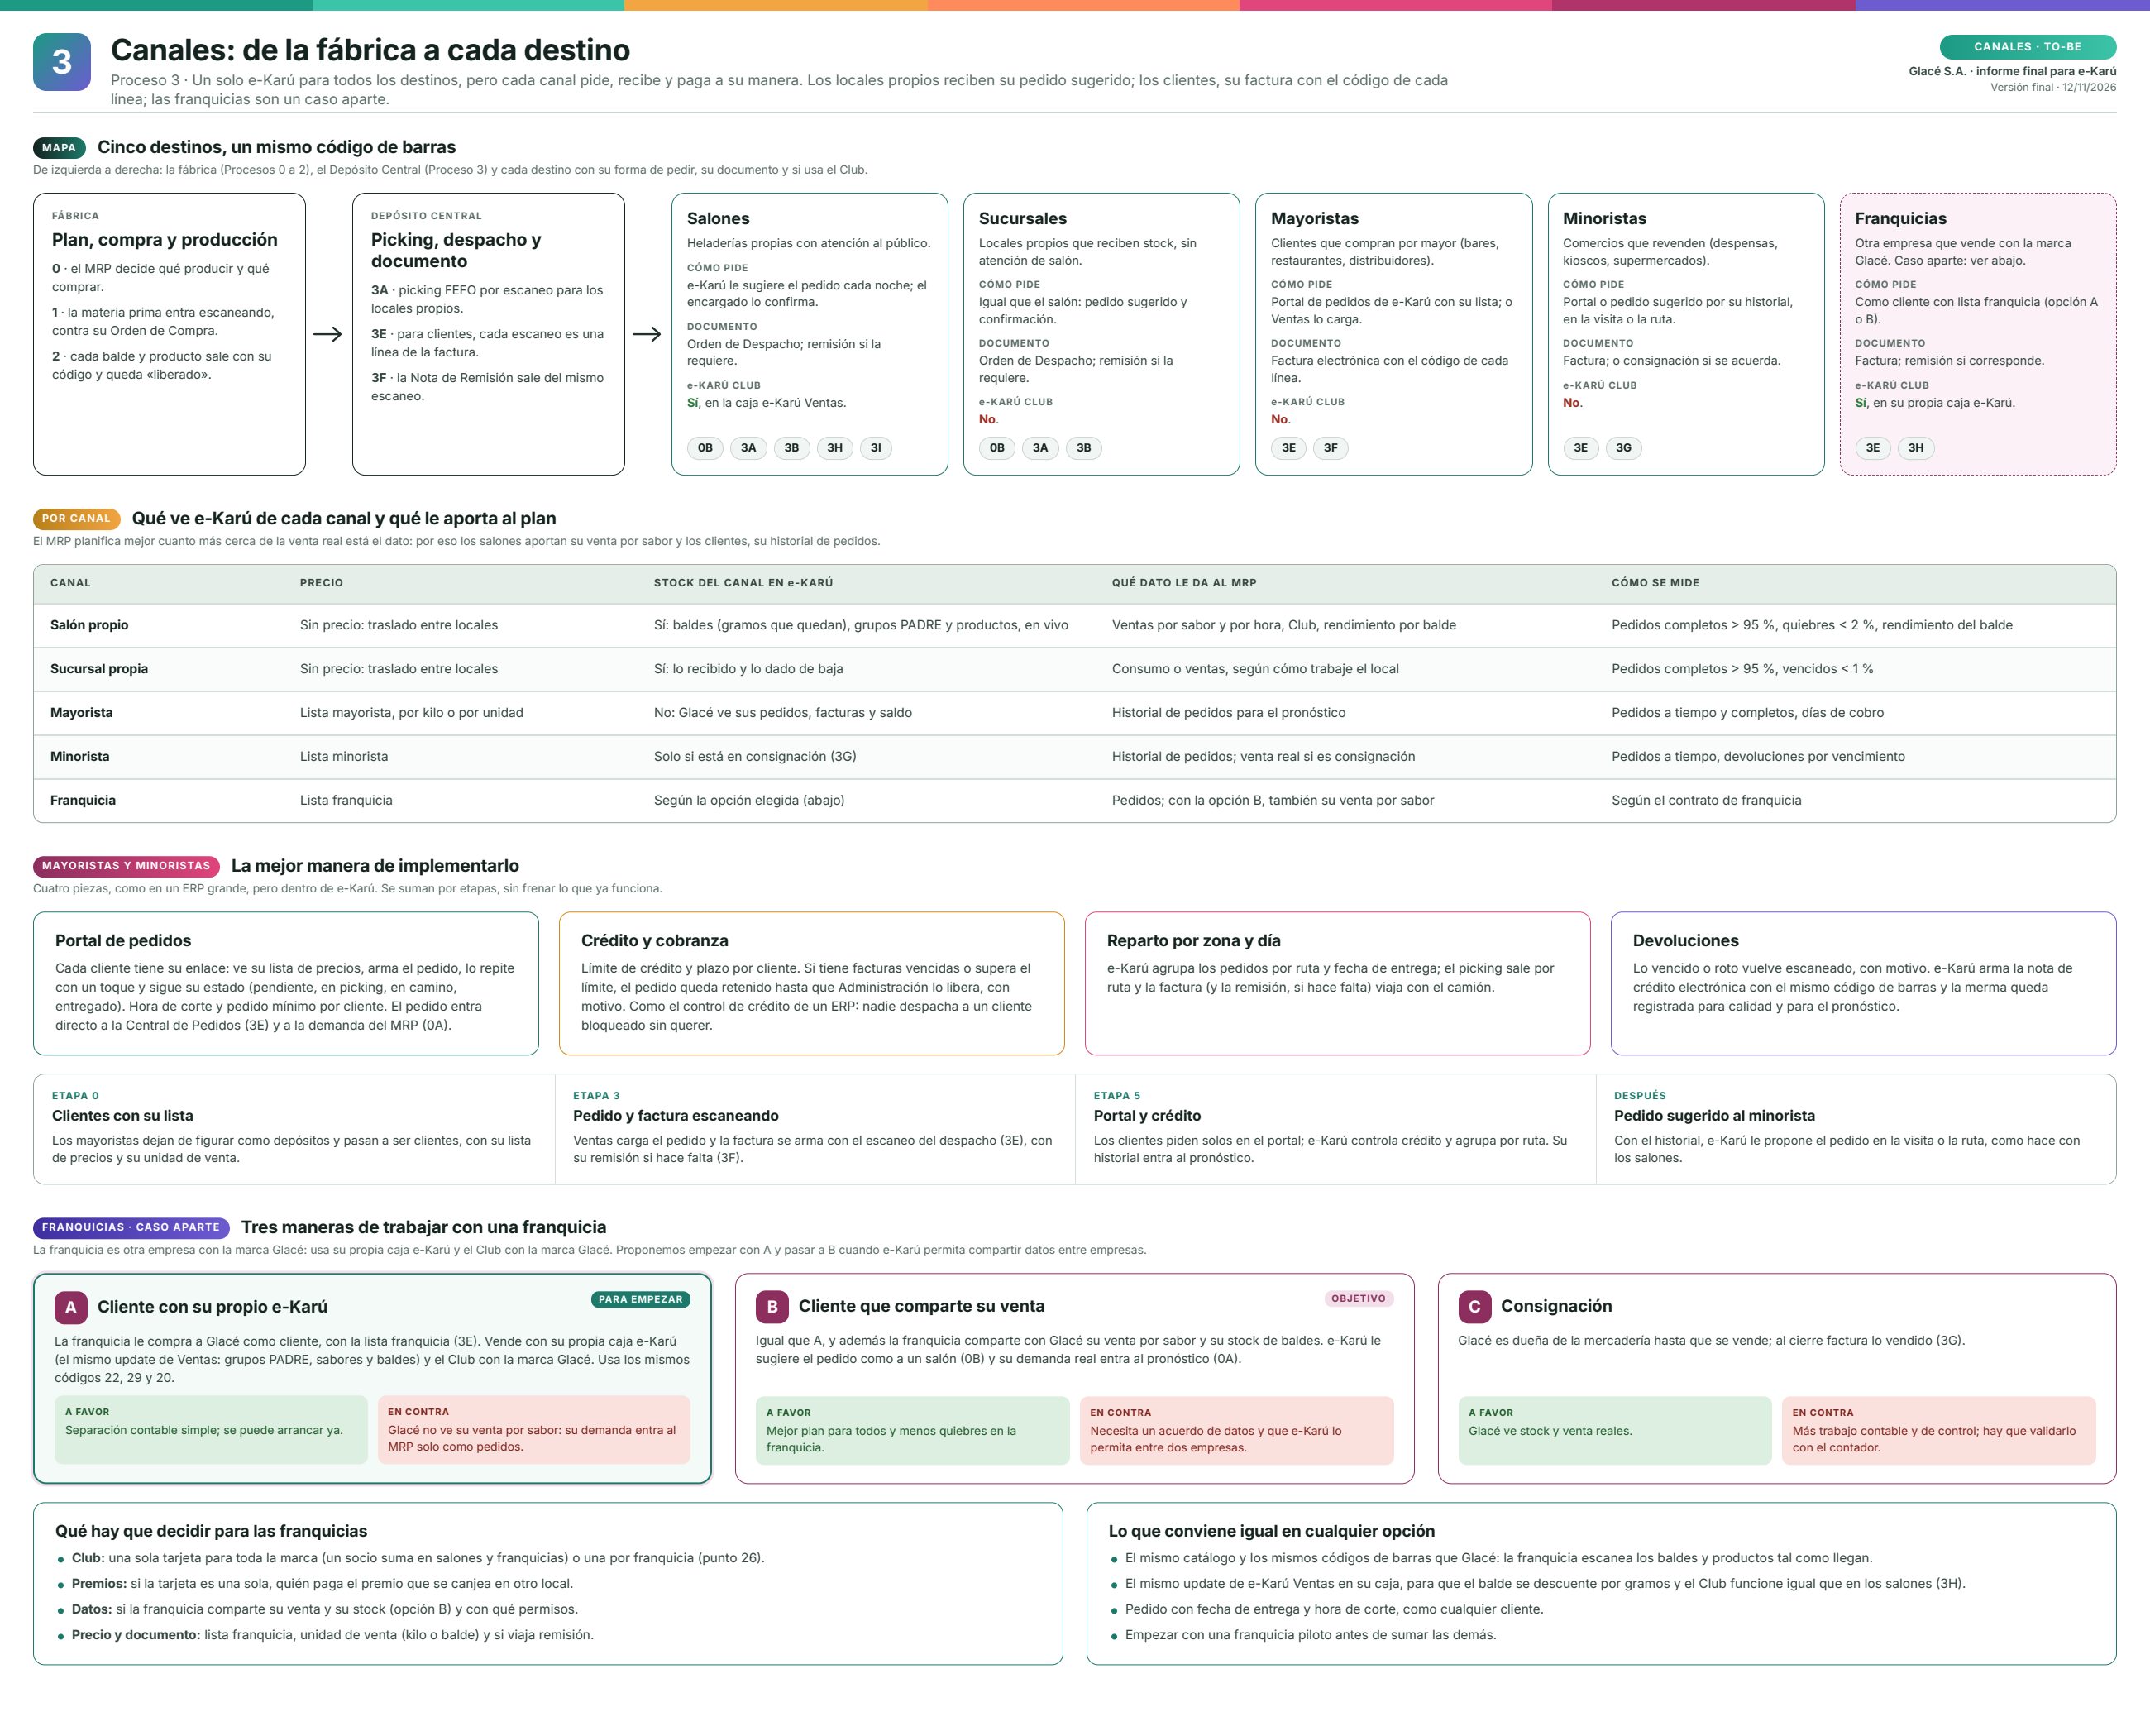 3
Canales: de la fábrica a cada destino
Proceso 3 · Un solo e-Karú para todos los destinos, pero cada canal pide, recibe y paga a su manera. Los locales propios reciben su pedido sugerido; los clientes, su factura con el código de cada
línea; las franquicias son un caso aparte.
CANALES · TO-BE
Glacé S.A. · informe final para e-Karú
Versión final · 12/11/2026
MAPA
Cinco destinos, un mismo código de barras
De izquierda a derecha: la fábrica (Procesos 0 a 2), el Depósito Central (Proceso 3) y cada destino con su forma de pedir, su documento y si usa el Club.
FÁBRICA
Plan, compra y producción
0 · el MRP decide qué producir y qué
comprar.
1 · la materia prima entra escaneando,
contra su Orden de Compra.
2 · cada balde y producto sale con su
código y queda «liberado».
DEPÓSITO CENTRAL
Picking, despacho y
documento
3A · picking FEFO por escaneo para los
locales propios.
3E · para clientes, cada escaneo es una
línea de la factura.
3F · la Nota de Remisión sale del mismo
escaneo.
Salones
Heladerías propias con atención al público.
CÓMO PIDE
e-Karú le sugiere el pedido cada noche; el
encargado lo confirma.
DOCUMENTO
Orden de Despacho; remisión si la
requiere.
e-KARÚ CLUB
Sí, en la caja e-Karú Ventas.
0B 3A 3B 3H 3I
Sucursales
Locales propios que reciben stock, sin
atención de salón.
CÓMO PIDE
Igual que el salón: pedido sugerido y
confirmación.
DOCUMENTO
Orden de Despacho; remisión si la
requiere.
e-KARÚ CLUB
No.
0B 3A 3B
Mayoristas
Clientes que compran por mayor (bares,
restaurantes, distribuidores).
CÓMO PIDE
Portal de pedidos de e-Karú con su lista; o
Ventas lo carga.
DOCUMENTO
Factura electrónica con el código de cada
línea.
e-KARÚ CLUB
No.
3E 3F
Minoristas
Comercios que revenden (despensas,
kioscos, supermercados).
CÓMO PIDE
Portal o pedido sugerido por su historial,
en la visita o la ruta.
DOCUMENTO
Factura; o consignación si se acuerda.
e-KARÚ CLUB
No.
3E 3G
Franquicias
Otra empresa que vende con la marca
Glacé. Caso aparte: ver abajo.
CÓMO PIDE
Como cliente con lista franquicia (opción A
o B).
DOCUMENTO
Factura; remisión si corresponde.
e-KARÚ CLUB
Sí, en su propia caja e-Karú.
3E 3H
POR CANAL
Qué ve e-Karú de cada canal y qué le aporta al plan
El MRP planifica mejor cuanto más cerca de la venta real está el dato: por eso los salones aportan su venta por sabor y los clientes, su historial de pedidos.
CANAL PRECIO STOCK DEL CANAL EN e-KARÚ QUÉ DATO LE DA AL MRP CÓMO SE MIDE
Salón propio Sin precio: traslado entre locales Sí: baldes (gramos que quedan), grupos PADRE y productos, en vivo Ventas por sabor y por hora, Club, rendimiento por balde Pedidos completos > 95 %, quiebres < 2 %, rendimiento del balde
Sucursal propia Sin precio: traslado entre locales Sí: lo recibido y lo dado de baja Consumo o ventas, según cómo trabaje el local Pedidos completos > 95 %, vencidos < 1 %
Mayorista Lista mayorista, por kilo o por unidad No: Glacé ve sus pedidos, facturas y saldo Historial de pedidos para el pronóstico Pedidos a tiempo y completos, días de cobro
Minorista Lista minorista Solo si está en consignación (3G) Historial de pedidos; venta real si es consignación Pedidos a tiempo, devoluciones por vencimiento
Franquicia Lista franquicia Según la opción elegida (abajo) Pedidos; con la opción B, también su venta por sabor Según el contrato de franquicia
MAYORISTAS Y MINORISTAS
La mejor manera de implementarlo
Cuatro piezas, como en un ERP grande, pero dentro de e-Karú. Se suman por etapas, sin frenar lo que ya funciona.
Portal de pedidos
Cada cliente tiene su enlace: ve su lista de precios, arma el pedido, lo repite
con un toque y sigue su estado (pendiente, en picking, en camino,
entregado). Hora de corte y pedido mínimo por cliente. El pedido entra
directo a la Central de Pedidos (3E) y a la demanda del MRP (0A).
Crédito y cobranza
Límite de crédito y plazo por cliente. Si tiene facturas vencidas o supera el
límite, el pedido queda retenido hasta que Administración lo libera, con
motivo. Como el control de crédito de un ERP: nadie despacha a un cliente
bloqueado sin querer.
Reparto por zona y día
e-Karú agrupa los pedidos por ruta y fecha de entrega; el picking sale por
ruta y la factura (y la remisión, si hace falta) viaja con el camión.
Devoluciones
Lo vencido o roto vuelve escaneado, con motivo. e-Karú arma la nota de
crédito electrónica con el mismo código de barras y la merma queda
registrada para calidad y para el pronóstico.
ETAPA 0
Clientes con su lista
Los mayoristas dejan de figurar como depósitos y pasan a ser clientes, con su lista
de precios y su unidad de venta.
ETAPA 3
Pedido y factura escaneando
Ventas carga el pedido y la factura se arma con el escaneo del despacho (3E), con
su remisión si hace falta (3F).
ETAPA 5
Portal y crédito
Los clientes piden solos en el portal; e-Karú controla crédito y agrupa por ruta. Su
historial entra al pronóstico.
DESPUÉS
Pedido sugerido al minorista
Con el historial, e-Karú le propone el pedido en la visita o la ruta, como hace con
los salones.
FRANQUICIAS · CASO APARTE
Tres maneras de trabajar con una franquicia
La franquicia es otra empresa con la marca Glacé: usa su propia caja e-Karú y el Club con la marca Glacé. Proponemos empezar con A y pasar a B cuando e-Karú permita compartir datos entre empresas.
A
Cliente con su propio e-Karú
PARA EMPEZAR
La franquicia le compra a Glacé como cliente, con la lista franquicia (3E). Vende con su propia caja e-Karú
(el mismo update de Ventas: grupos PADRE, sabores y baldes) y el Club con la marca Glacé. Usa los mismos
códigos 22, 29 y 20.
A FAVOR
Separación contable simple; se puede arrancar ya.
EN CONTRA
Glacé no ve su venta por sabor: su demanda entra al
MRP solo como pedidos.
B
Cliente que comparte su venta
OBJETIVO
Igual que A, y además la franquicia comparte con Glacé su venta por sabor y su stock de baldes. e-Karú le
sugiere el pedido como a un salón (0B) y su demanda real entra al pronóstico (0A).
A FAVOR
Mejor plan para todos y menos quiebres en la
franquicia.
EN CONTRA
Necesita un acuerdo de datos y que e-Karú lo
permita entre dos empresas.
C
Consignación
Glacé es dueña de la mercadería hasta que se vende; al cierre factura lo vendido (3G).
A FAVOR
Glacé ve stock y venta reales.
EN CONTRA
Más trabajo contable y de control; hay que validarlo
con el contador.
Qué hay que decidir para las franquicias
Club: una sola tarjeta para toda la marca (un socio suma en salones y franquicias) o una por franquicia (punto 26).
Premios: si la tarjeta es una sola, quién paga el premio que se canjea en otro local.
Datos: si la franquicia comparte su venta y su stock (opción B) y con qué permisos.
Precio y documento: lista franquicia, unidad de venta (kilo o balde) y si viaja remisión.
Lo que conviene igual en cualquier opción
El mismo catálogo y los mismos códigos de barras que Glacé: la franquicia escanea los baldes y productos tal como llegan.
El mismo update de e-Karú Ventas en su caja, para que el balde se descuente por gramos y el Club funcione igual que en los salones (3H).
Pedido con fecha de entrega y hora de corte, como cualquier cliente.
Empezar con una franquicia piloto antes de sumar las demás.